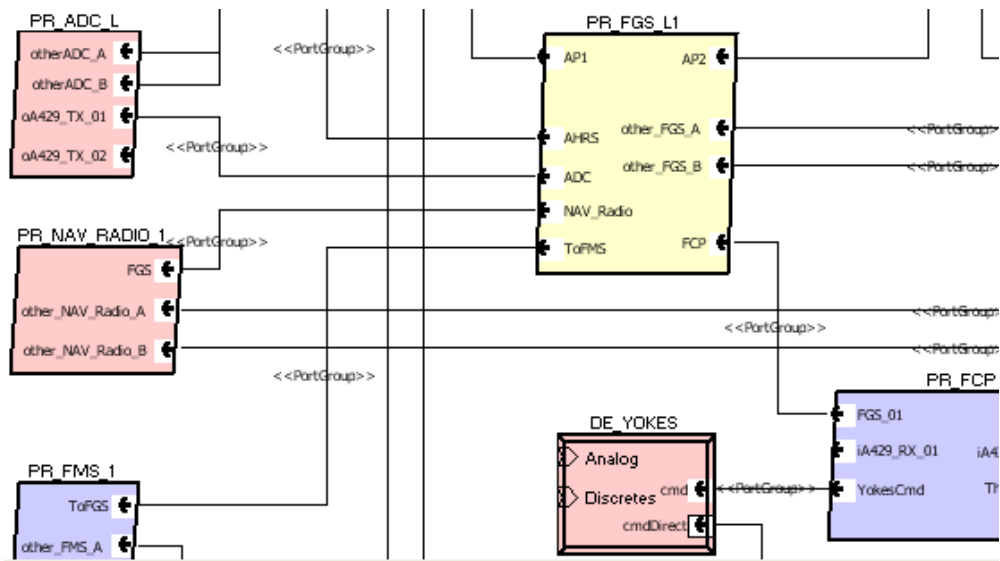 PR_ADC_L
otherADC_A
otherADC_B
oA429_TX_01
oA429_TX_02
<<PortGroup>>
<<PortGroup>>
PR_FGS_L1
AP1
AP2
AHRS
other_FGS_A
ADC
other_FGS_B
NAV_Radio
ToFMS
FCP
<<PortGroup>>
<<PortGroup>>
PR_NAV_RADIO_1
<<PortGroup>>
FGS
other_NAV_Radio_A
other_NAV_Radio_B
<<PortGroup>>
<<PortGroup>>
<<PortGroup>>
<<PortGroup>>
PR_FMS_1
ToFGS
other_FMS_A
DE_YOKES
Analog
Discretes
cmd
cmdDirect
<<PortGroup>>
PR_FCP
FGS_01
iA429_RX_01
iA4
YokesCmd
Th